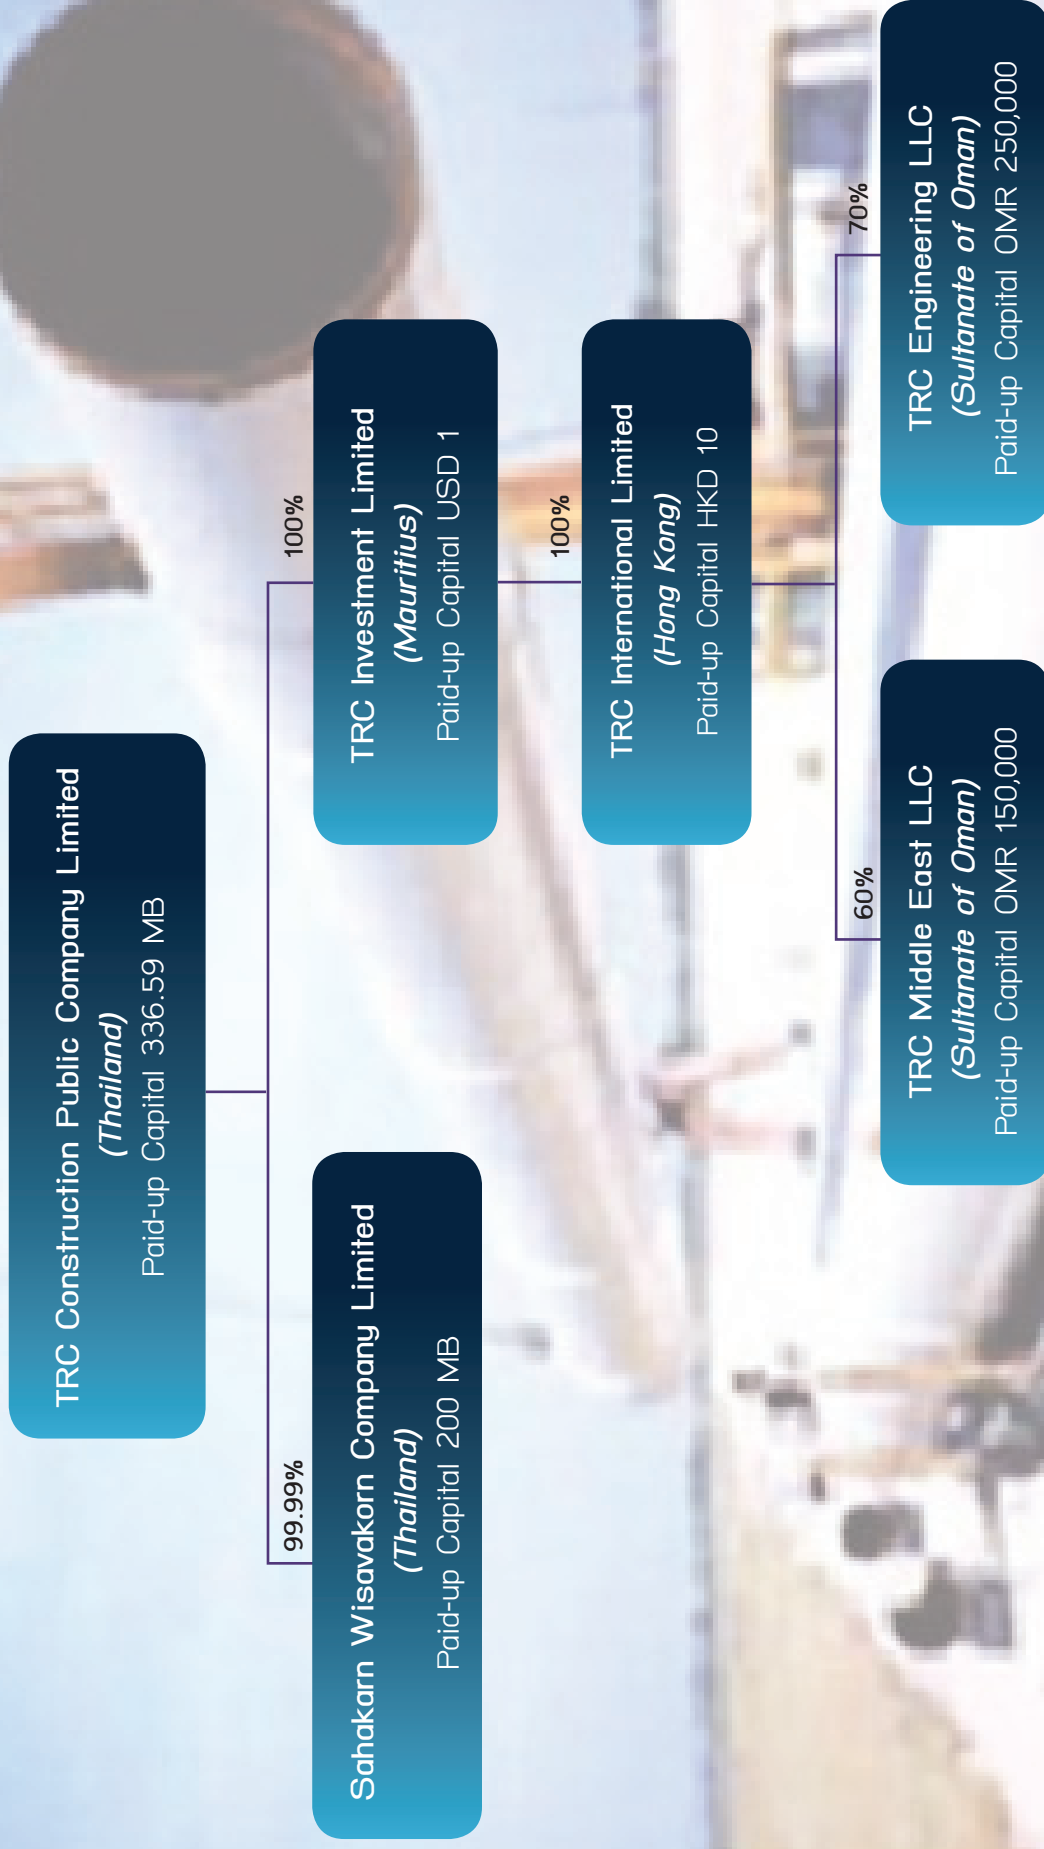 TRC Construction Public Company Limited
(Thailand)
Paid-up Capital 336.59 MB
99.99%
Sahakarn Wisavakorn Company Limited
(Thailand)
Paid-up Capital 200 MB
100%
TRC Investment Limited
(Mauritius)
Paid-up Capital USD 1
100%
TRC International Limited
(Hong Kong)
Paid-up Capital HKD 10
60%
TRC Middle East LLC
(Sultanate of Oman)
Paid-up Capital OMR 150,000
70%
TRC Engineering LLC
(Sultanate of Oman)
Paid-up Capital OMR 250,000